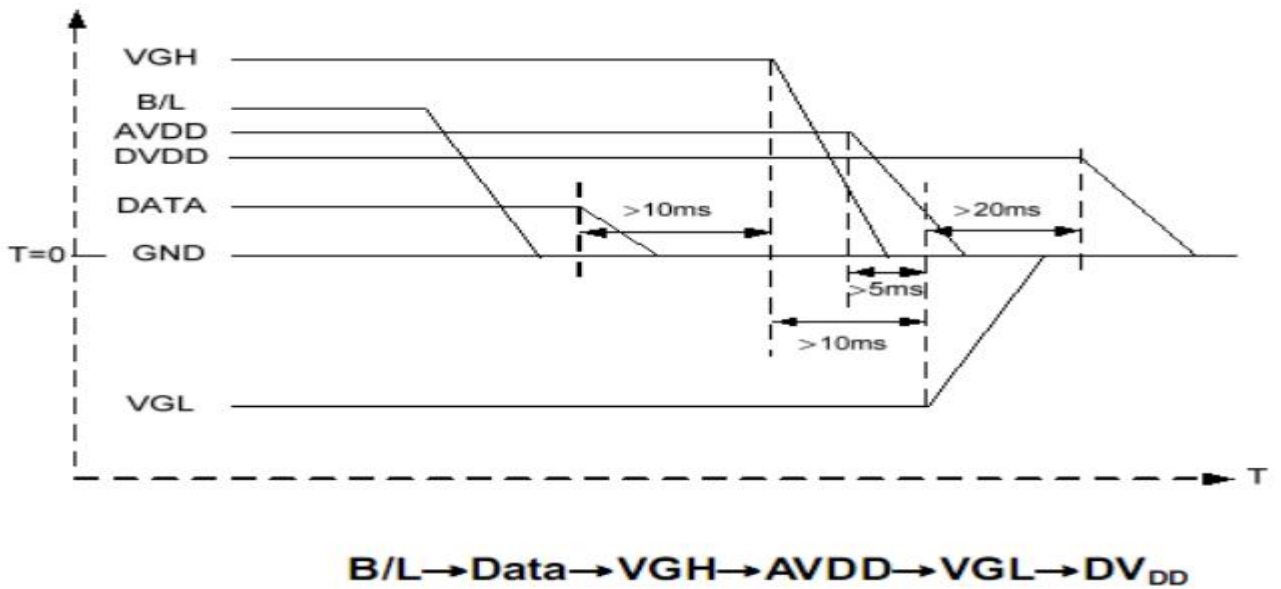 VGH
B/L
AVDD
DVDD
DATA
>10ms
>20ms
T=0
GND
>5ms
>10ms
VGL
T
B/L→Data→VGH→AVDD→VGL→DVDD